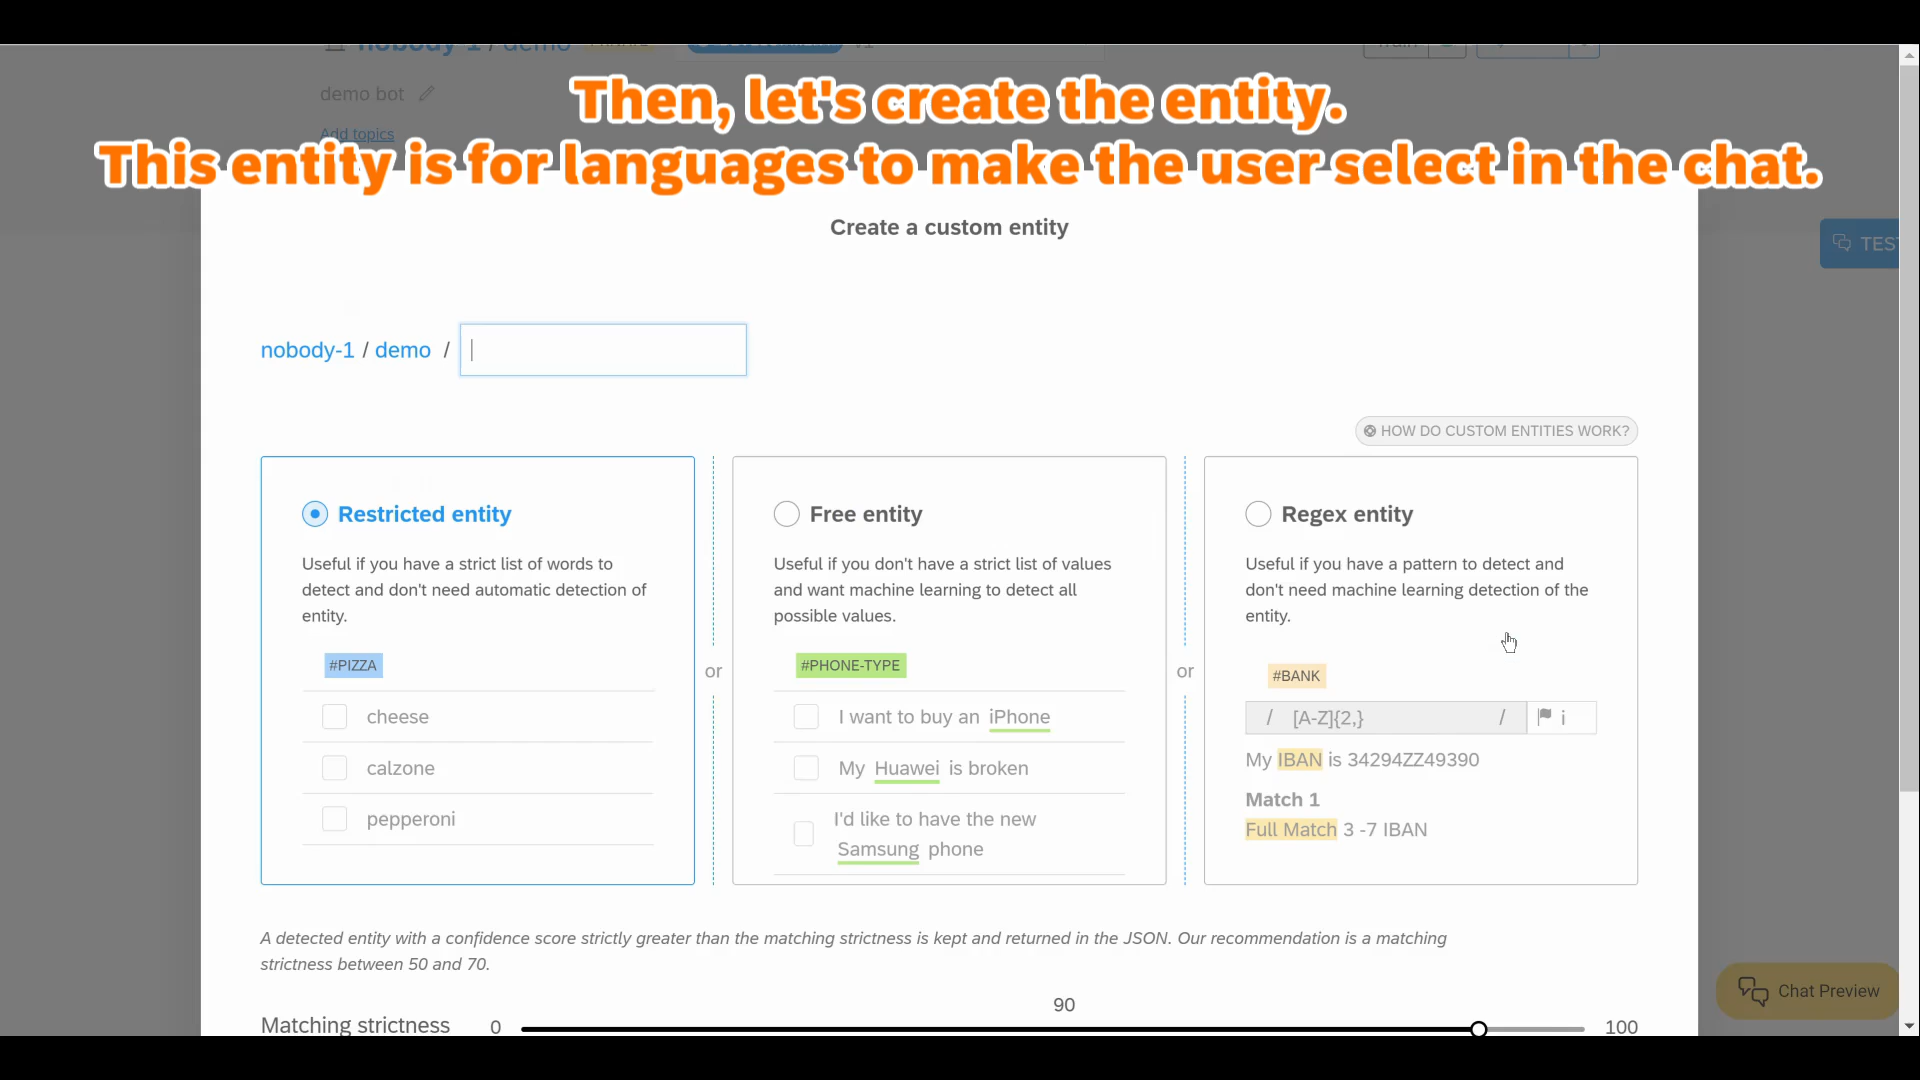 nobody-1 / demo
demo bot
Add topics
Then, let's create the entity.
This entity is for languages to make the user select in the chat.
Create a custom entity
TEST
nobody-1 / demo /
HOW DO CUSTOM ENTITIES WORK?
Restricted entity
Useful if you have a strict list of words to
detect and don't need automatic detection of
entity.
#PIZZA
cheese
calzone
pepperoni
or
Free entity
Useful if you don't have a strict list of values
and want machine learning to detect all
possible values.
#PHONE-TYPE
I want to buy an iPhone
My Huawei is broken
I'd like to have the new
Samsung phone
or
Regex entity
Useful if you have a pattern to detect and
don't need machine learning detection of the
entity.
#BANK
/ [A-Z]{2,} / i
My IBAN is 34294ZZ49390
Match 1
Full Match 3 -7 IBAN
A detected entity with a confidence score strictly greater than the matching strictness is kept and returned in the JSON. Our recommendation is a matching
strictness between 50 and 70.
90
Matching strictness 0 100
Chat Preview